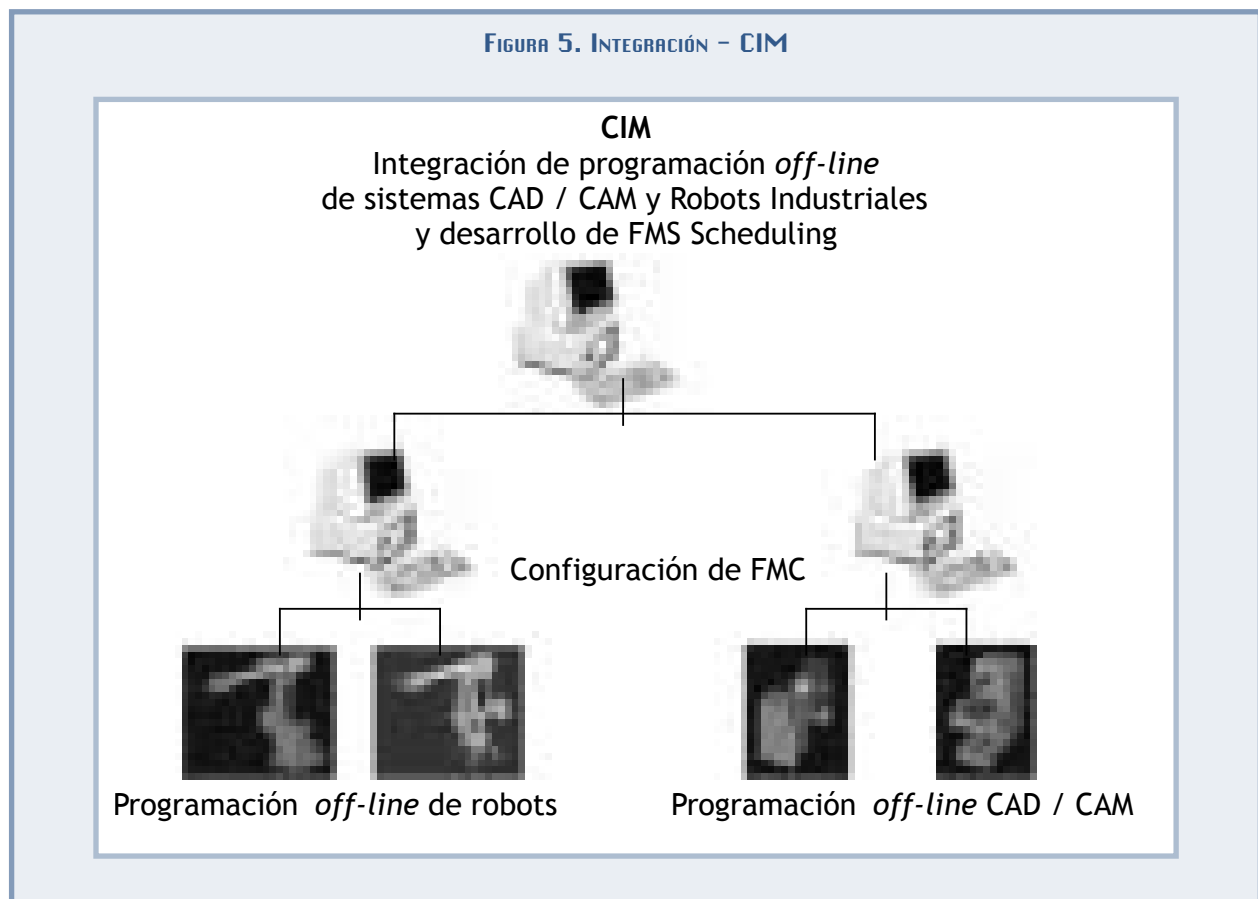 Figura 5. Integración - CIM
CIM
Integración de programación off-line
de sistemas CAD / CAM y Robots Industriales
y desarrollo de FMS Scheduling
Configuración de FMC
Programación off-line de robots
Programación off-line CAD / CAM